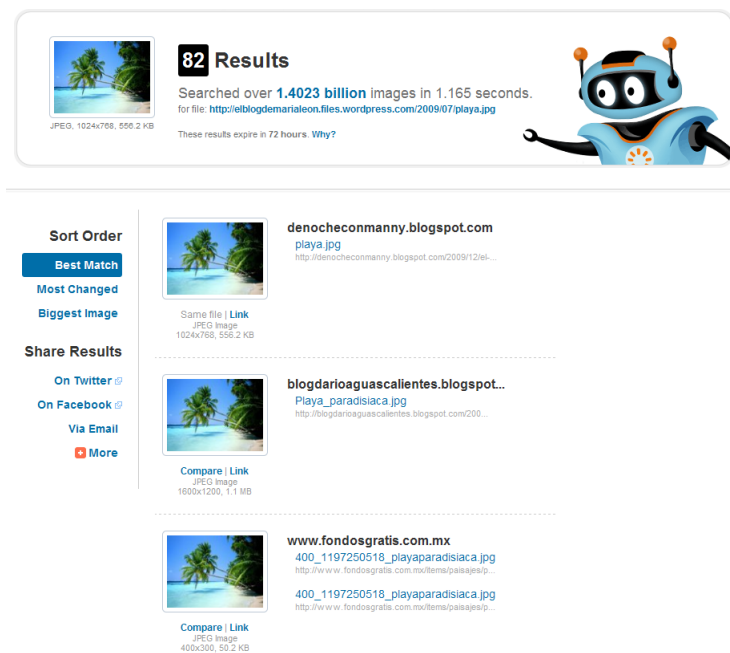 82 Results
Searched over 1.4023 billion images in 1.165 seconds.
for file: http://elblogdemarialeon.files.wordpress.com/2009/07/playa.jpg
JPEG, 1024x768, 556.2 KB
These results expire in 72 hours. Why?
Sort Order
Best Match
Most Changed
Biggest Image
Share Results
On Twitter
On Facebook
Via Email
More
denocheconmanny.blogspot.com
playa.jpg
http://denocheconmanny.blogspot.com/2009/12/el-...
Same file | Link
JPEG Image
1024x768, 556.2 KB
blogdarioaguascalientes.blogspot...
Playa_paradisiaca.jpg
http://blogdarioaguascalientes.blogspot.com/200...
Compare | Link
JPEG Image
1600x1200, 1.1 MB
www.fondosgratis.com.mx
400_1197250518_playaparadisiaca.jpg
http://www.fondosgratis.com.mx/items/paisajes/p...
400_1197250518_playaparadisiaca.jpg
http://www.fondosgratis.com.mx/items/paisajes/p...
Compare | Link
JPEG Image
400x300, 50.2 KB